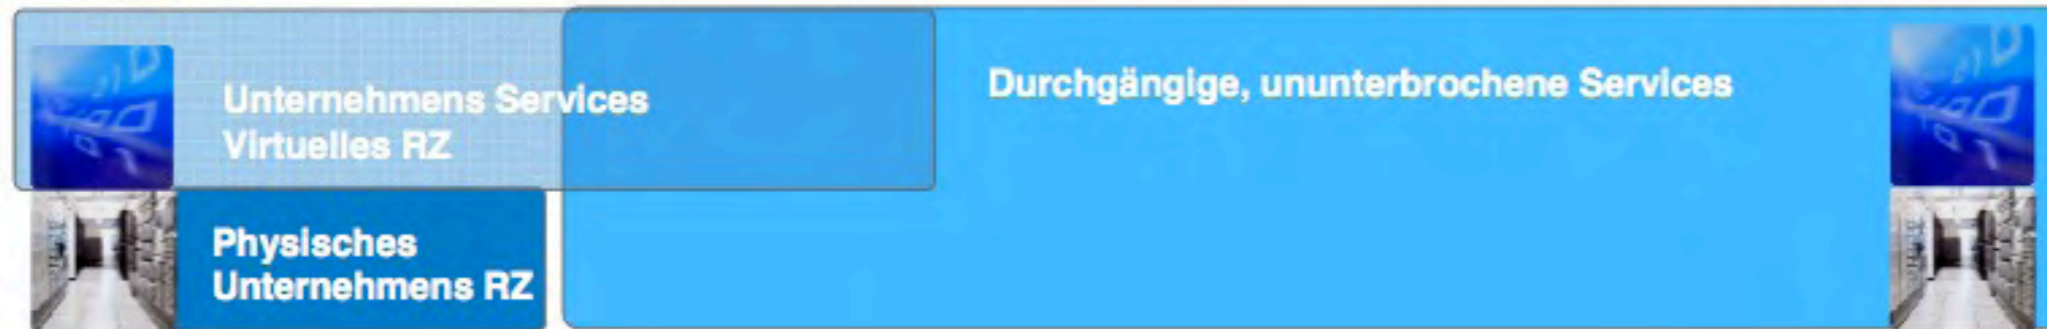 Unternehmens Services
Virtuelles RZ
Durchgängige, ununterbrochene Services
Physisches
Unternehmens RZ